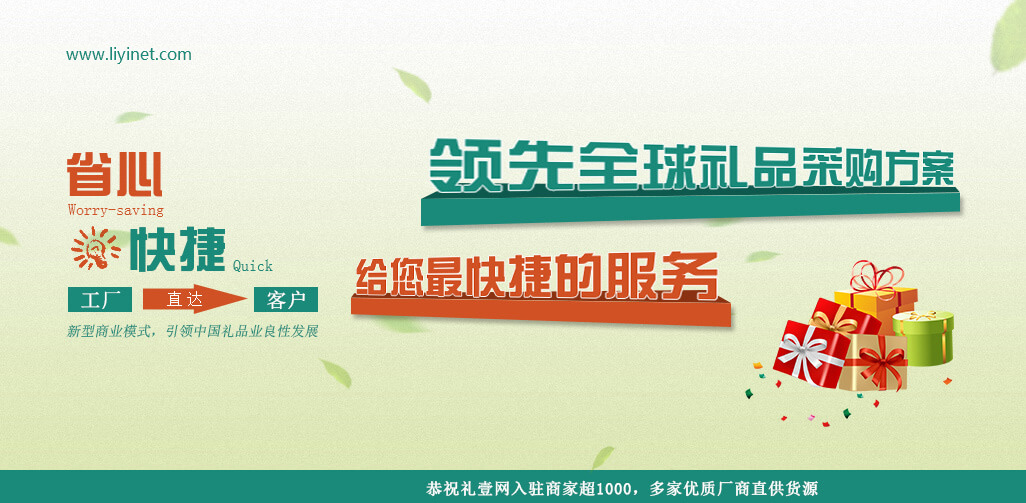 www.liyinet.com
省心
Worry-saving
快捷 Quick
工厂 直达 客户
新型商业模式，引领中国礼品业良性发展
领先全球礼品采购方案
给您最快捷的服务
恭祝礼壹网入驻商家超1000，多家优质厂商直供货源